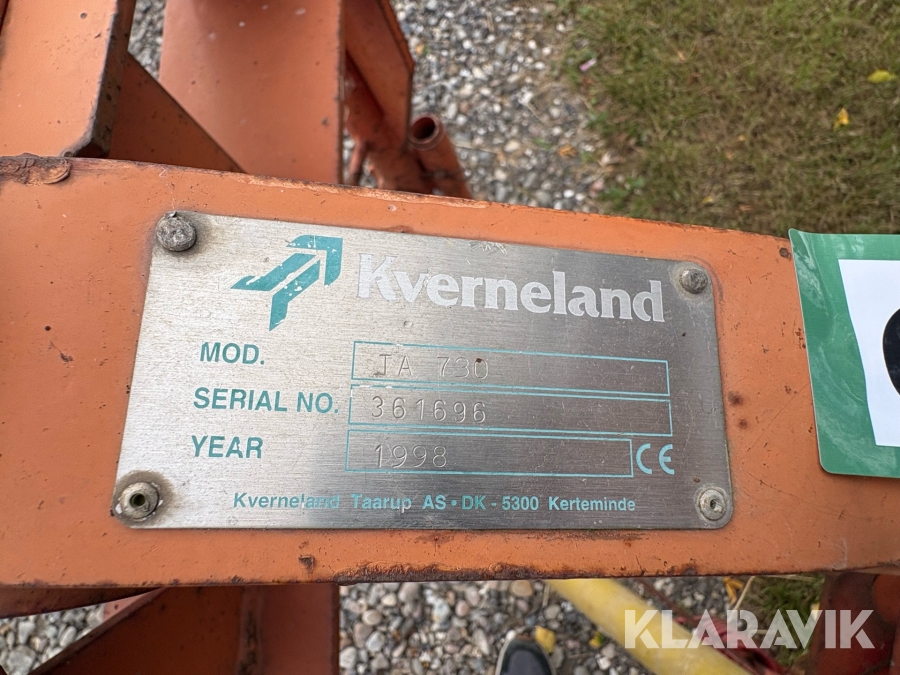 Kverneland
MOD. TA 730
SERIAL NO. 361696
YEAR 1998 CE
Kverneland Taarup AS • DK - 5300 Kerteminde
KLARAVIK